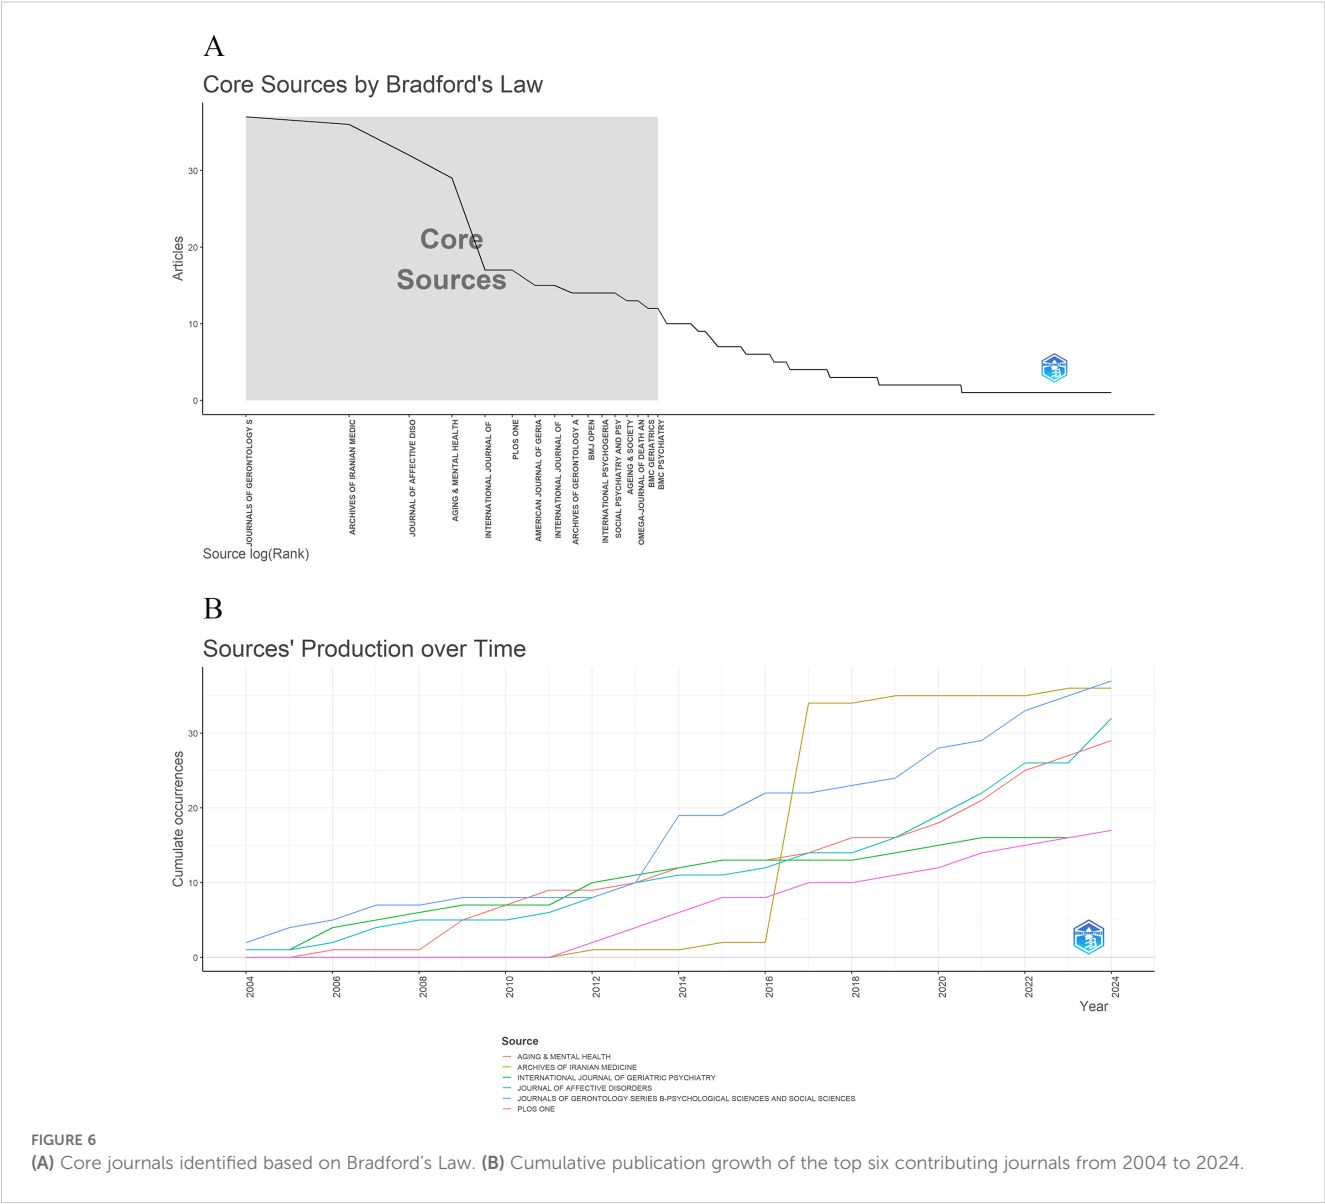 A
Core Sources by Bradford's Law
Articles
30
20
10
0
Core
Sources
JOURNALS OF GERONTOLOGY S
ARCHIVES OF IRANIAN MEDIC
JOURNAL OF AFFECTIVE DISO
AGING & MENTAL HEALTH
INTERNATIONAL JOURNAL OF
PLOS ONE
AMERICAN JOURNAL OF GERIA
INTERNATIONAL JOURNAL OF
ARCHIVES OF GERONTOLOGY A
BMJ OPEN
INTERNATIONAL PSYCHOGERIA
SOCIAL PSYCHIATRY AND PSY
AGEING & SOCIETY
OMEGA-JOURNAL OF DEATH AN
BMC GERIATRICS
BMC PSYCHIATRY
Source log(Rank)
B
Sources' Production over Time
Cumulate occurrences
30
20
10
0
2004
2006
2008
2010
2012
2014
2016
2018
2020
2022
2024
Year
Source
AGING & MENTAL HEALTH
ARCHIVES OF IRANIAN MEDICINE
INTERNATIONAL JOURNAL OF GERIATRIC PSYCHIATRY
JOURNAL OF AFFECTIVE DISORDERS
JOURNALS OF GERONTOLOGY SERIES B-PSYCHOLOGICAL SCIENCES AND SOCIAL SCIENCES
PLOS ONE
FIGURE 6
(A) Core journals identified based on Bradford's Law. (B) Cumulative publication growth of the top six contributing journals from 2004 to 2024.